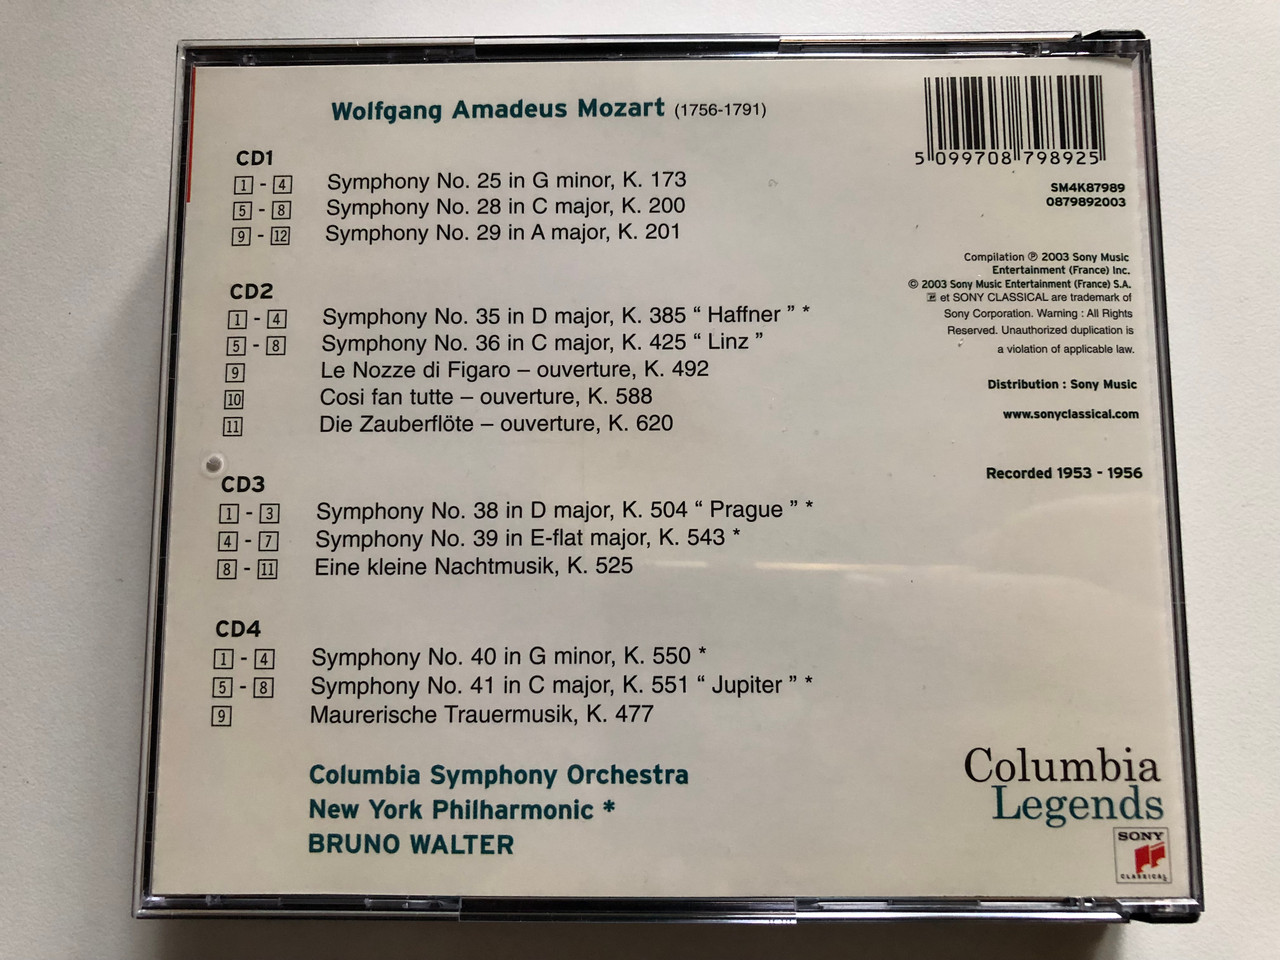 Wolfgang Amadeus Mozart (1756-1791)
CD1
1 - 4 Symphony No. 25 in G minor, K. 173
5 - 8 Symphony No. 28 in C major, K. 200
9 - 12 Symphony No. 29 in A major, K. 201
CD2
1 - 4 Symphony No. 35 in D major, K. 385 “ Haffner ” *
5 - 8 Symphony No. 36 in C major, K. 425 “ Linz ”
9 Le Nozze di Figaro – ouverture, K. 492
10 Cosi fan tutte – ouverture, K. 588
11 Die Zauberflöte – ouverture, K. 620
CD3
1 - 3 Symphony No. 38 in D major, K. 504 “ Prague ” *
4 - 7 Symphony No. 39 in E-flat major, K. 543 *
8 - 11 Eine kleine Nachtmusik, K. 525
CD4
1 - 4 Symphony No. 40 in G minor, K. 550 *
5 - 8 Symphony No. 41 in C major, K. 551 “ Jupiter ” *
9 Maurerische Trauermusik, K. 477
Columbia Symphony Orchestra
New York Philharmonic *
BRUNO WALTER
5 099708 798925
SM4K87989
0879892003
Compilation ℗ 2003 Sony Music
Entertainment (France) Inc.
© 2003 Sony Music Entertainment (France) S.A.
et SONY CLASSICAL are trademark of
Sony Corporation. Warning : All Rights
Reserved. Unauthorized duplication is
a violation of applicable law.
Distribution : Sony Music
www.sonyclassical.com
Recorded 1953 - 1956
Columbia
Legends
SONY
CLASSICAL